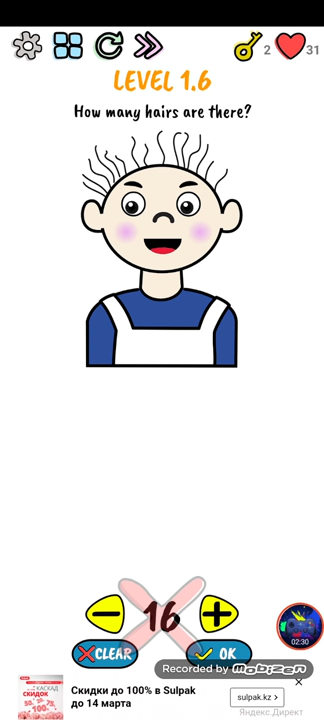 2
31
LEVEL 1.6
How many hairs are there?
16
CLEAR
OK
Recorded by mobizen
02:30
КАСКАД
СКИДОК
Скидки до 100% в Sulpak
до 14 марта
sulpak.kz >
Яндекс.Директ